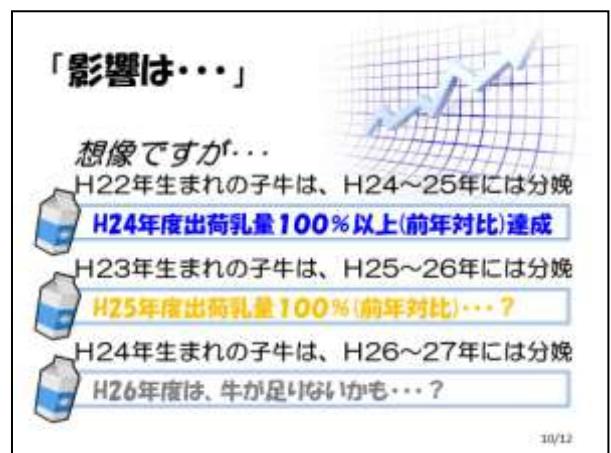 「影響は・・・」
想像ですが・・・
H22年生まれの子牛は、H24～25年には分娩
H24年度出荷乳量100％以上(前年対比)達成
H23年生まれの子牛は、H25～26年には分娩
H25年度出荷乳量100％(前年対比)・・・？
H24年生まれの子牛は、H26～27年には分娩
H26年度は、牛が足りないかも・・・？
10/12